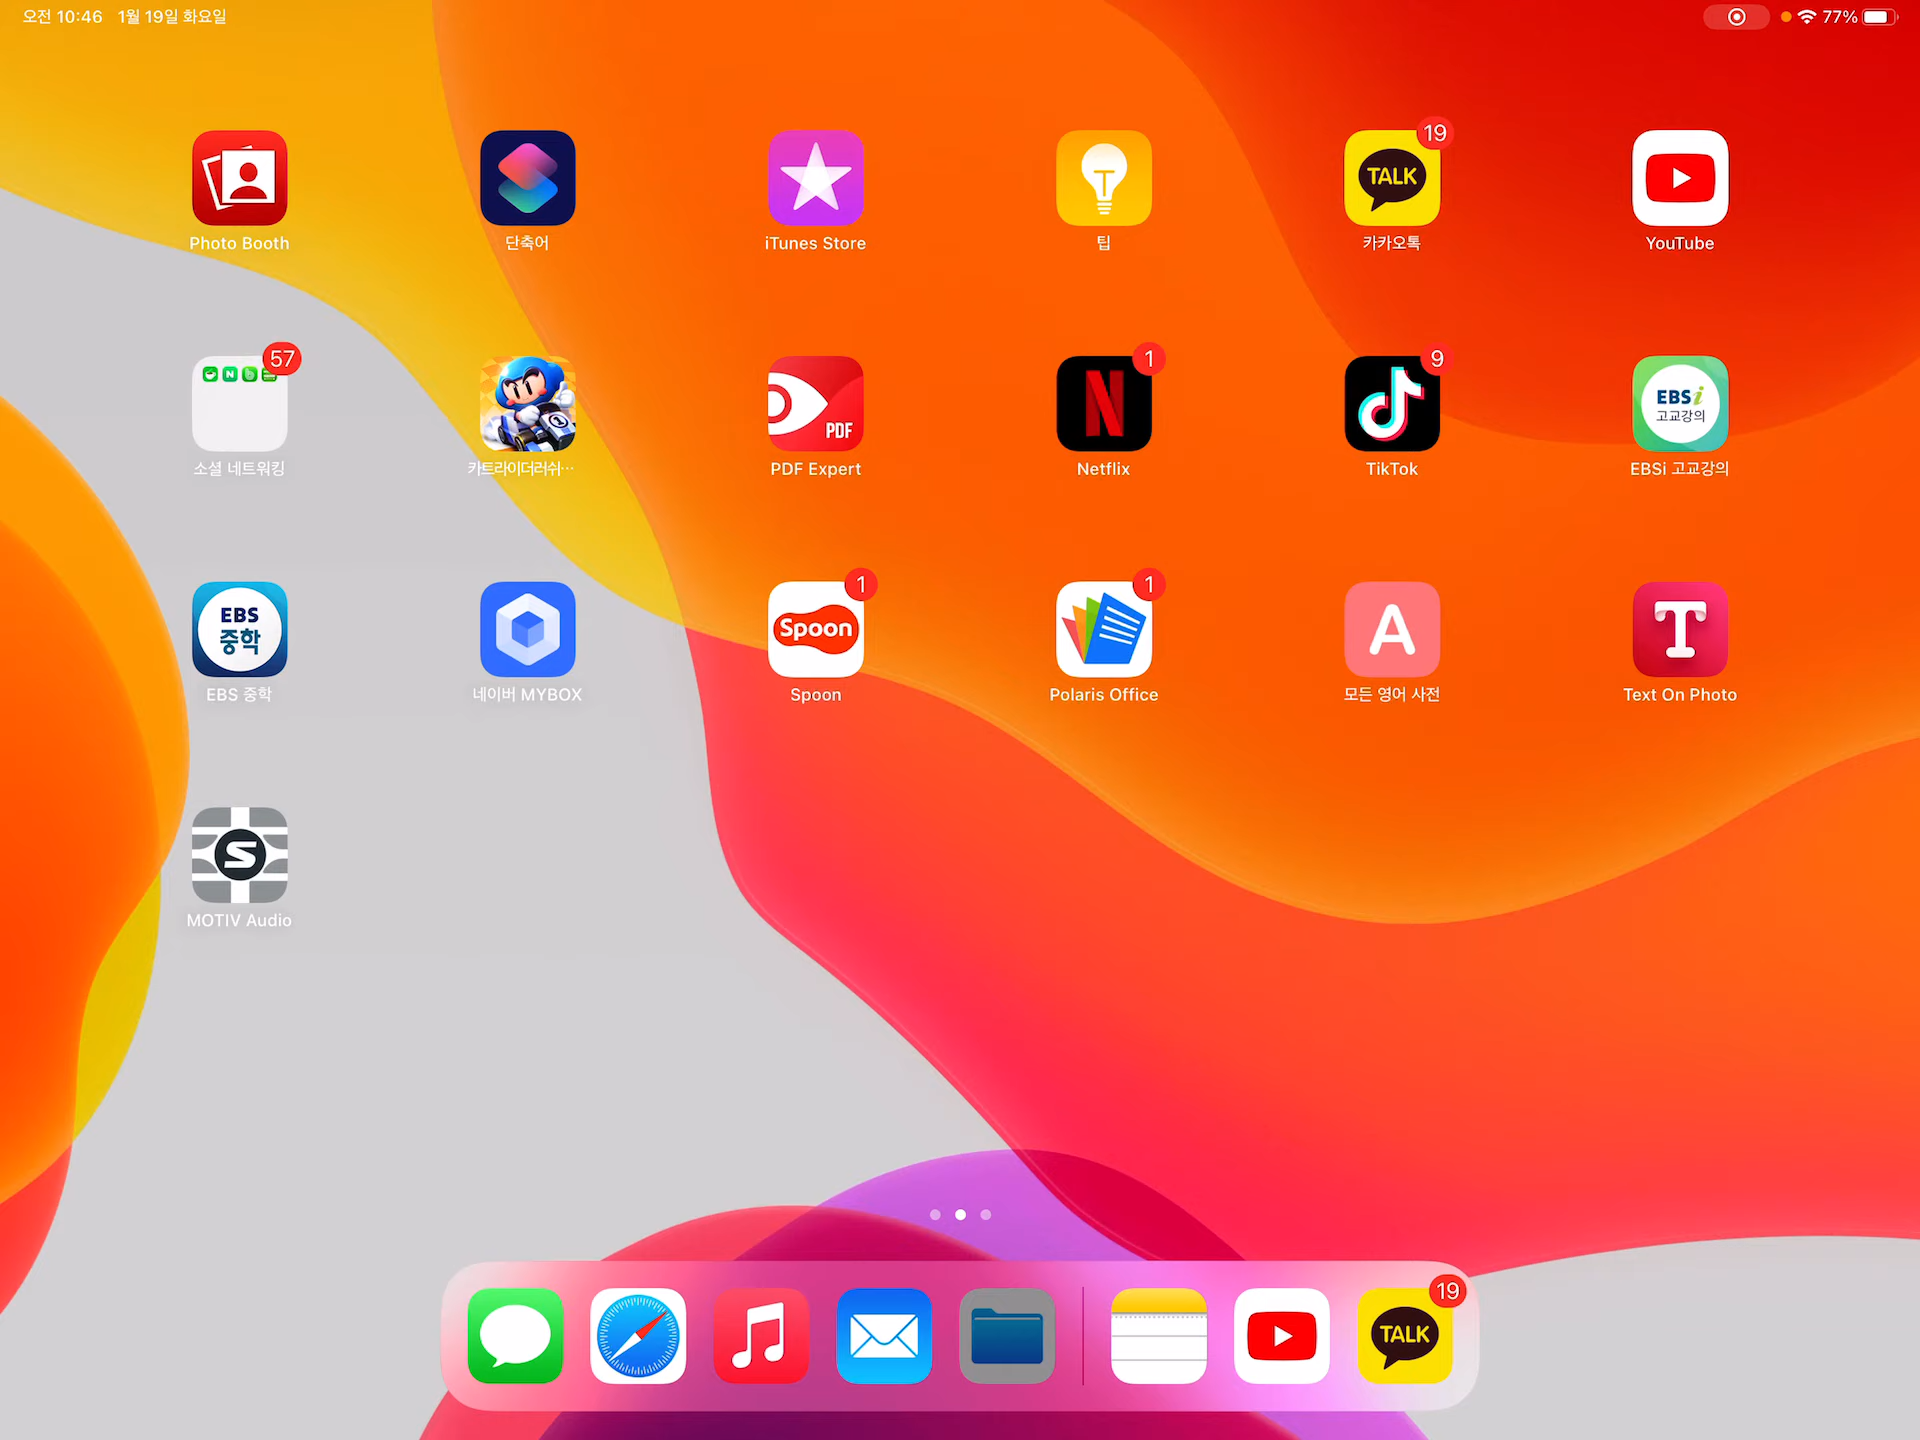 오전 10:46 1월 19일 화요일
77%
19
TALK
Photo Booth
단축어
iTunes Store
팁
카카오톡
YouTube
57
1
9
PDF
EBSi
고교강의
소셜 네트워킹
카트라이더러쉬…
PDF Expert
Netflix
TikTok
EBSi 고교강의
1
1
EBS
중학
Spoon
A
T
EBS 중학
네이버 MYBOX
Spoon
Polaris Office
모든 영어 사전
Text On Photo
S
MOTIV Audio
19
TALK